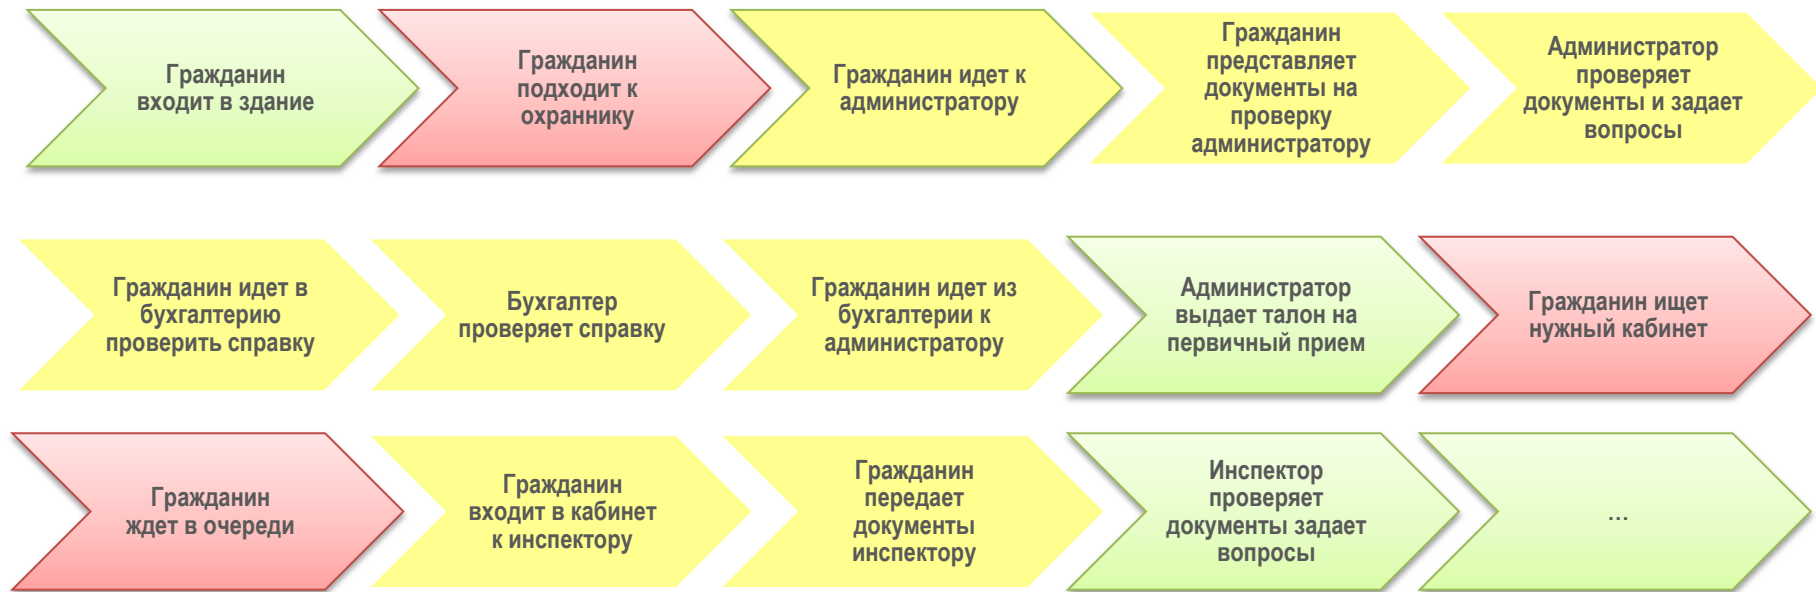 Гражданин
входит в здание
Гражданин
подходит к
охраннику
Гражданин идет к
администратору
Гражданин
представляет
документы на
проверку
администратору
Администратор
проверяет
документы и задает
вопросы
Гражданин идет в
бухгалтерию
проверить справку
Бухгалтер
проверяет справку
Гражданин идет из
бухгалтерии к
администратору
Администратор
выдает талон на
первичный прием
Гражданин ищет
нужный кабинет
Гражданин
ждет в очереди
Гражданин
входит в кабинет
к инспектору
Гражданин
передает
документы
инспектору
Инспектор
проверяет
документы задает
вопросы
...